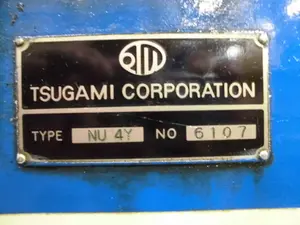 TSUGAMI CORPORATION
TYPE NU 4Y NO 6107